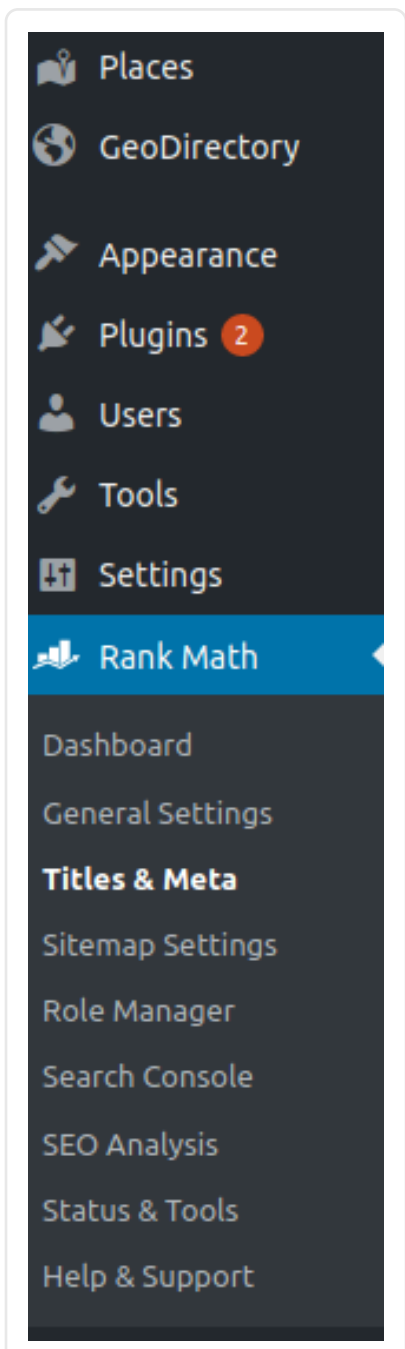 Places
GeoDirectory
Appearance
Plugins 2
Users
Tools
Settings
Rank Math
Dashboard
General Settings
Titles & Meta
Sitemap Settings
Role Manager
Search Console
SEO Analysis
Status & Tools
Help & Support